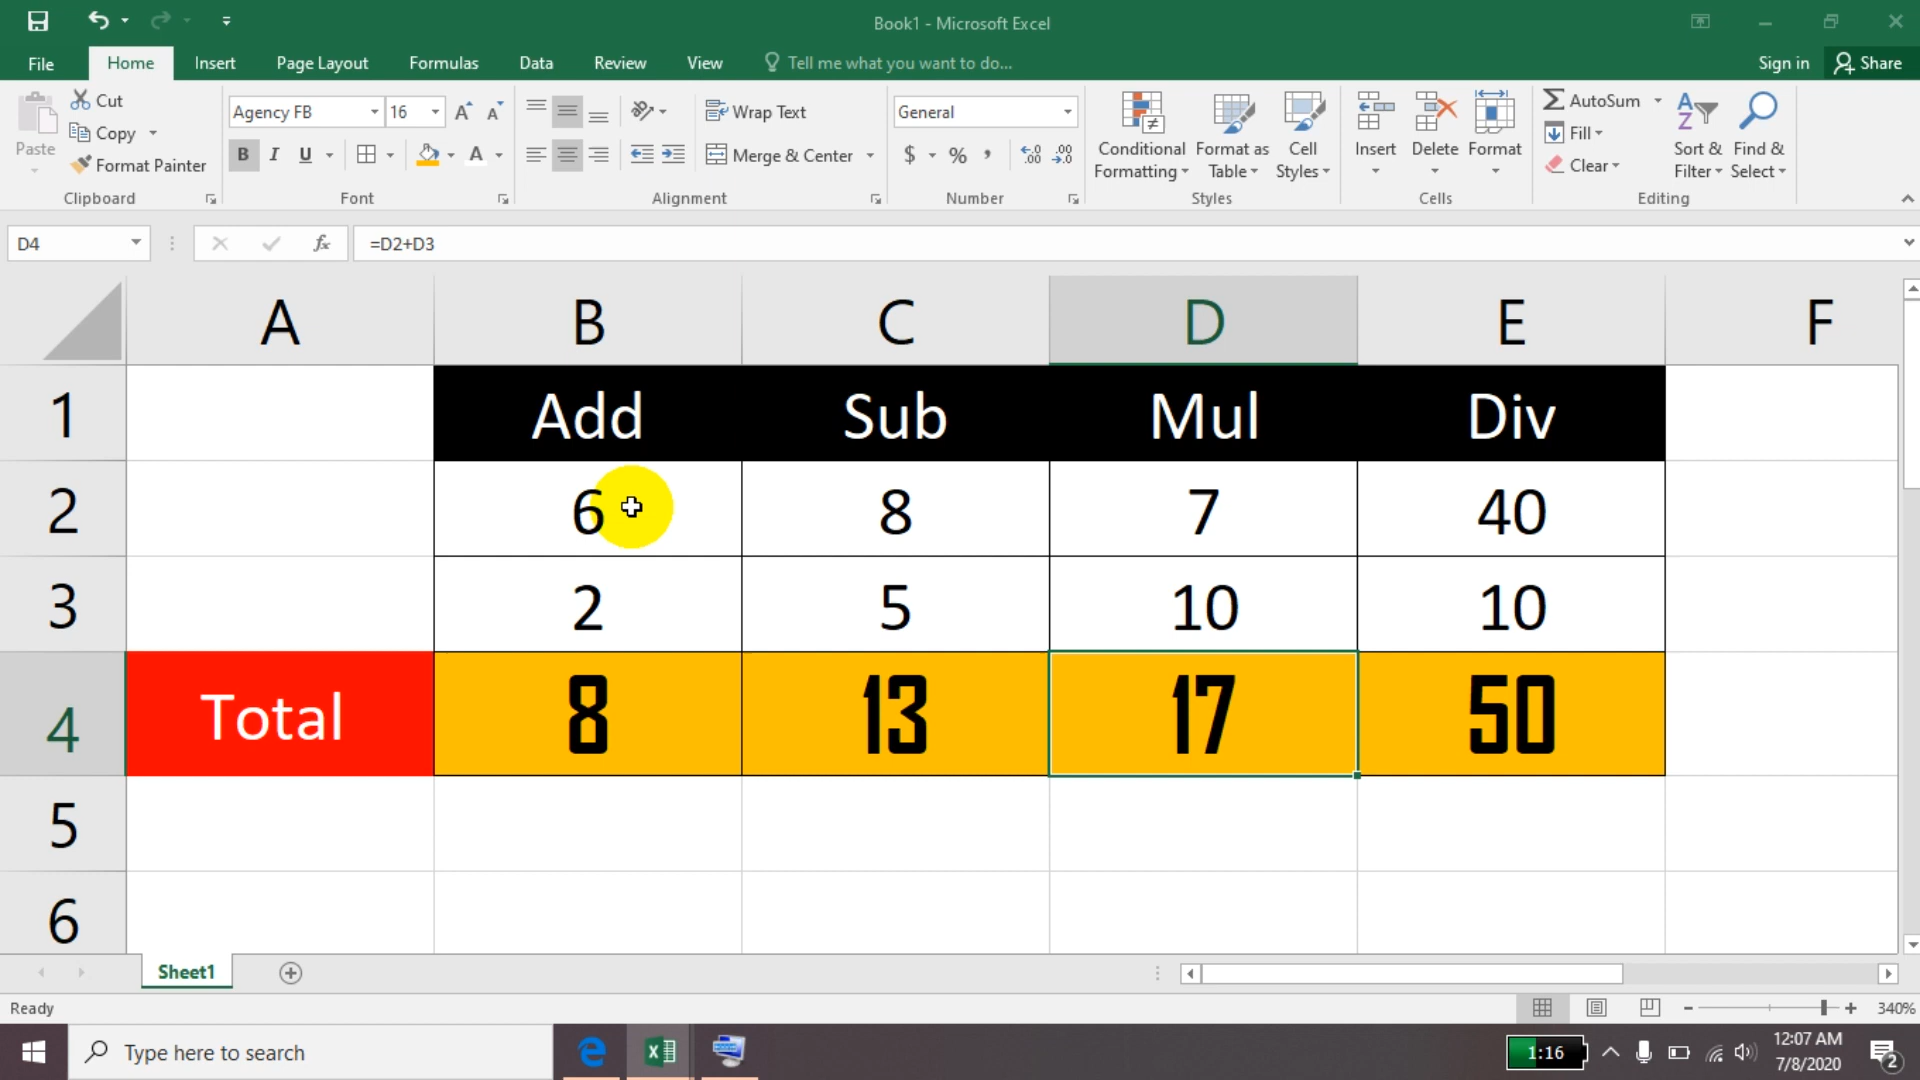 Book1 - Microsoft Excel
File Home Insert Page Layout Formulas Data Review View Tell me what you want to do... Sign in Share
Paste
Cut
Copy
Format Painter
Clipboard
Agency FB 16
B I U A
Font
Wrap Text
Merge & Center
Alignment
General
$ % ,
Number
Conditional Formatting
Format as Table
Cell Styles
Styles
Insert Delete Format
Cells
AutoSum
Fill
Clear
Sort & Filter
Find & Select
Editing
D4 fx =D2+D3
A B C D E F
1 Add Sub Mul Div
2 6 8 7 40
3 2 5 10 10
4 Total 8 13 17 50
5
6
Sheet1
Ready 340%
Type here to search
1:16
12:07 AM
7/8/2020
2